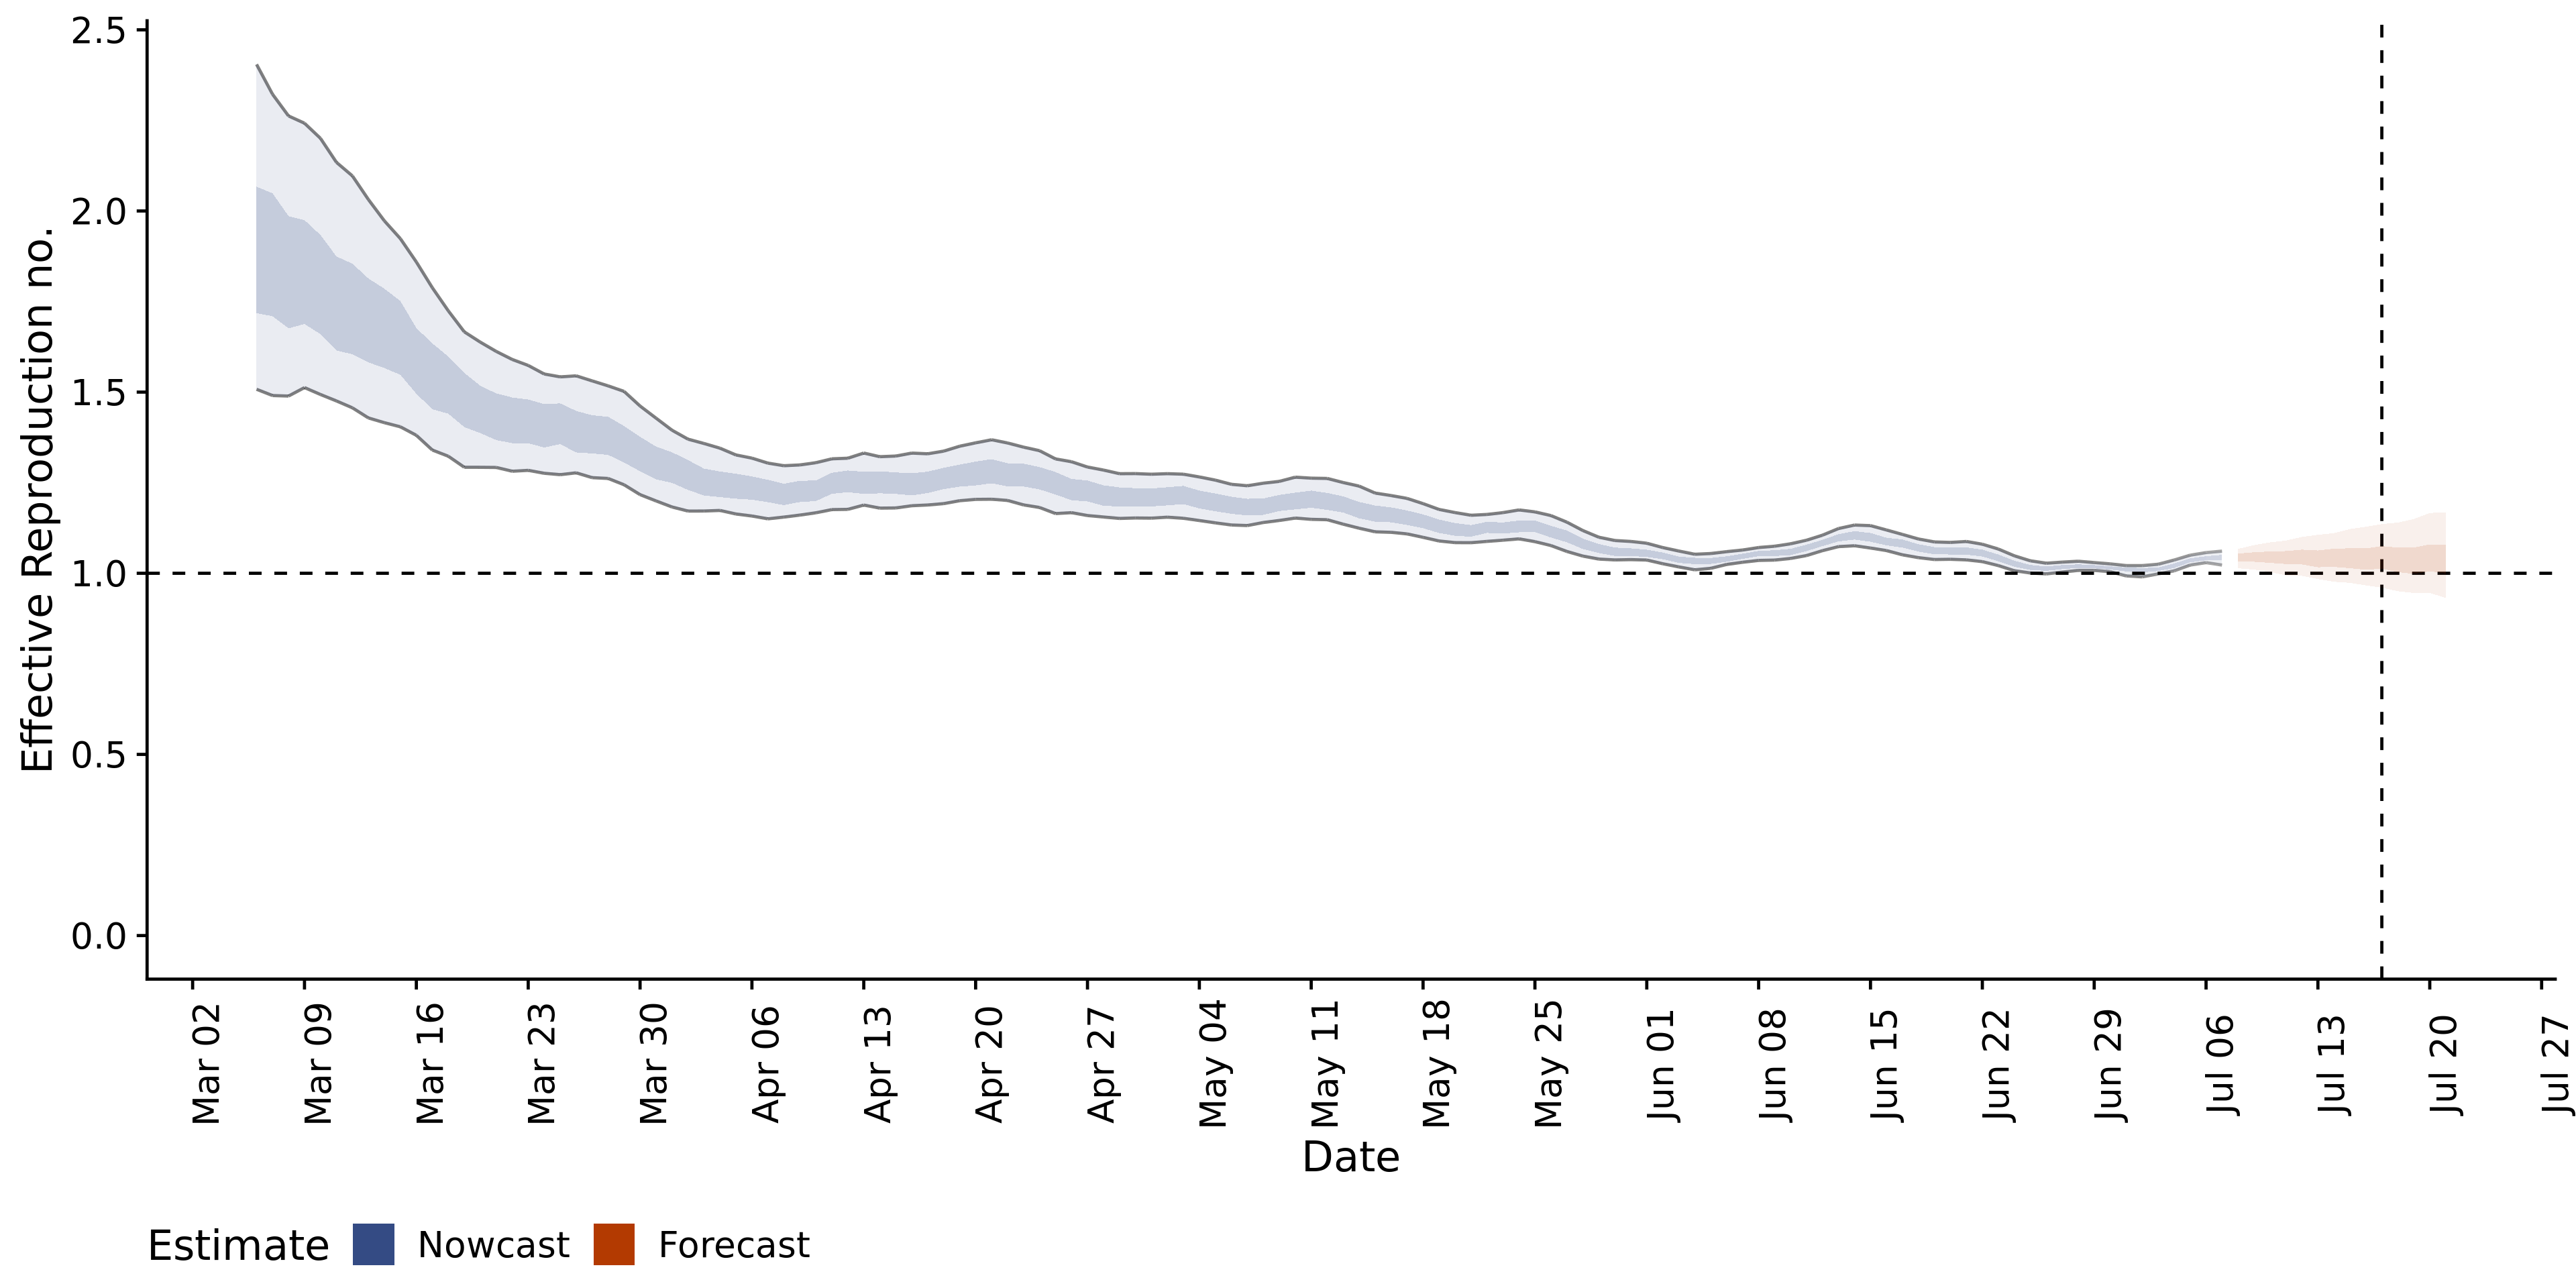 Effective Reproduction no.
2.5
2.0
1.5
1.0
0.5
0.0
Mar 02
Mar 09
Mar 16
Mar 23
Mar 30
Apr 06
Apr 13
Apr 20
Apr 27
May 04
May 11
May 18
May 25
Jun 01
Jun 08
Jun 15
Jun 22
Jun 29
Jul 06
Jul 13
Jul 20
Jul 27
Date
Estimate Nowcast Forecast